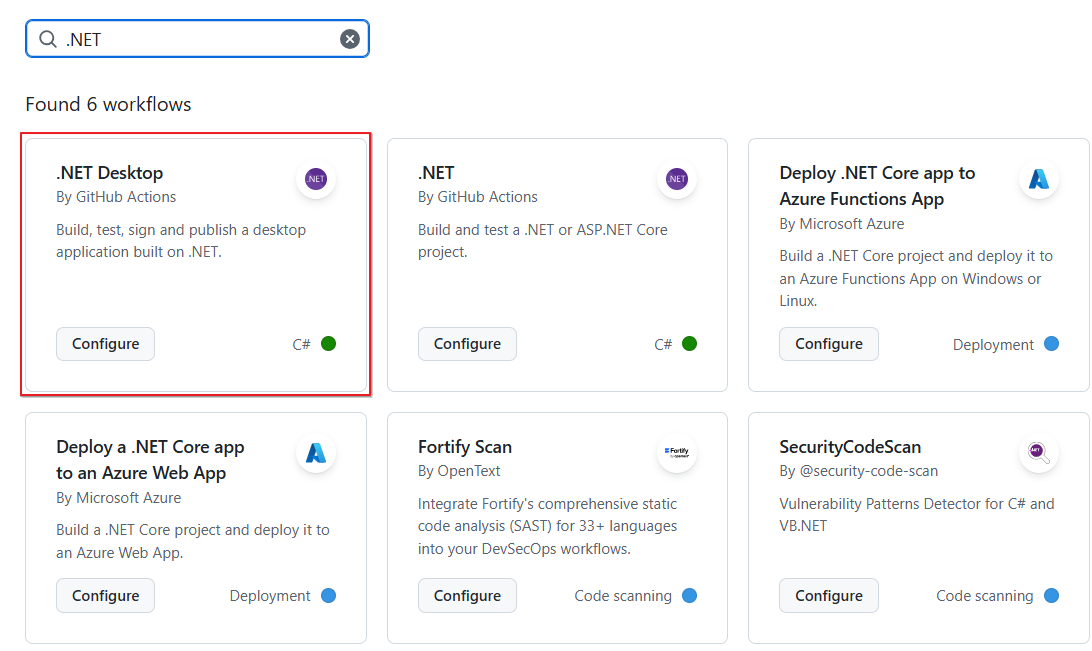 .NET
Found 6 workflows
.NET Desktop
.NET
By GitHub Actions
Build, test, sign and publish a desktop
application built on .NET.
Configure
C#
.NET
.NET
By GitHub Actions
Build and test a .NET or ASP.NET Core
project.
Configure
C#
Deploy .NET Core app to
Azure Functions App
By Microsoft Azure
Build a .NET Core project and deploy it to
an Azure Functions App on Windows or
Linux.
Configure
Deployment
Deploy a .NET Core app
to an Azure Web App
By Microsoft Azure
Build a .NET Core project and deploy it to
an Azure Web App.
Configure
Deployment
Fortify Scan
Fortify
By OpenText
Integrate Fortify's comprehensive static
code analysis (SAST) for 33+ languages
into your DevSecOps workflows.
Configure
Code scanning
SecurityCodeScan
.NET
By @security-code-scan
Vulnerability Patterns Detector for C# and
VB.NET
Configure
Code scanning